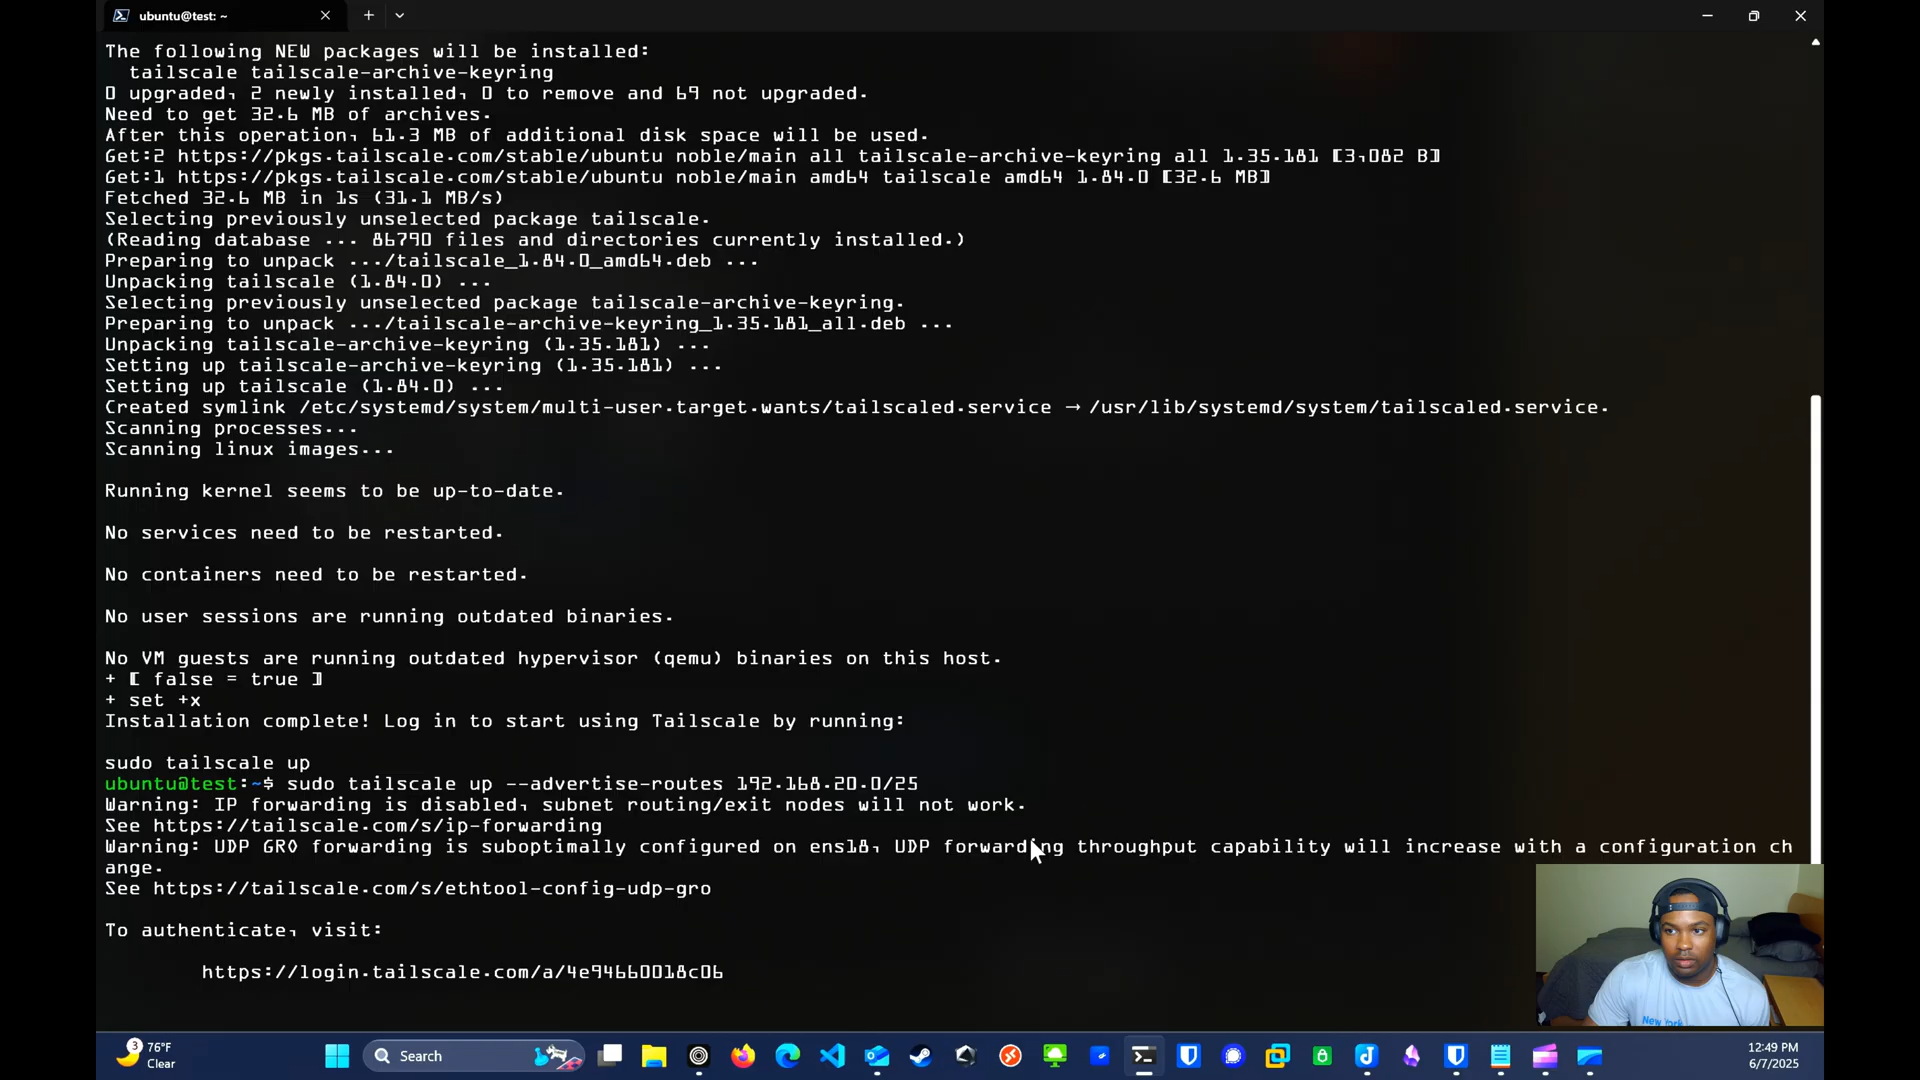 ubuntu@test: ~
The following NEW packages will be installed:
tailscale tailscale-archive-keyring
0 upgraded, 2 newly installed, 0 to remove and 69 not upgraded.
Need to get 32.6 MB of archives.
After this operation, 61.3 MB of additional disk space will be used.
Get:2 https://pkgs.tailscale.com/stable/ubuntu noble/main all tailscale-archive-keyring all 1.35.181 [3,082 B]
Get:1 https://pkgs.tailscale.com/stable/ubuntu noble/main amd64 tailscale amd64 1.84.0 [32.6 MB]
Fetched 32.6 MB in 1s (31.1 MB/s)
Selecting previously unselected package tailscale.
(Reading database ... 86790 files and directories currently installed.)
Preparing to unpack .../tailscale_1.84.0_amd64.deb ...
Unpacking tailscale (1.84.0) ...
Selecting previously unselected package tailscale-archive-keyring.
Preparing to unpack .../tailscale-archive-keyring_1.35.181_all.deb ...
Unpacking tailscale-archive-keyring (1.35.181) ...
Setting up tailscale-archive-keyring (1.35.181) ...
Setting up tailscale (1.84.0) ...
Created symlink /etc/systemd/system/multi-user.target.wants/tailscaled.service → /usr/lib/systemd/system/tailscaled.service.
Scanning processes...
Scanning linux images...
Running kernel seems to be up-to-date.
No services need to be restarted.
No containers need to be restarted.
No user sessions are running outdated binaries.
No VM guests are running outdated hypervisor (qemu) binaries on this host.
+ [ false = true ]
+ set +x
Installation complete! Log in to start using Tailscale by running:
sudo tailscale up
ubuntu@test:~$ sudo tailscale up --advertise-routes 192.168.20.0/25
Warning: IP forwarding is disabled, subnet routing/exit nodes will not work.
See https://tailscale.com/s/ip-forwarding
Warning: UDP GRO forwarding is suboptimally configured on ens18, UDP forwarding throughput capability will increase with a configuration ch
ange.
See https://tailscale.com/s/ethtool-config-udp-gro
To authenticate, visit:
https://login.tailscale.com/a/4e94660018c06
New York
3
76°F
Clear
Search
12:49 PM
6/7/2025